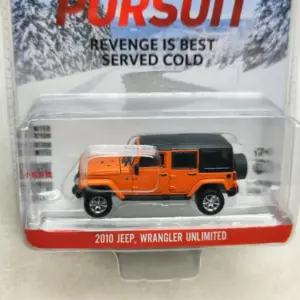 PURSUIT
REVENGE IS BEST
SERVED COLD
2010 JEEP, WRANGLER UNLIMITED